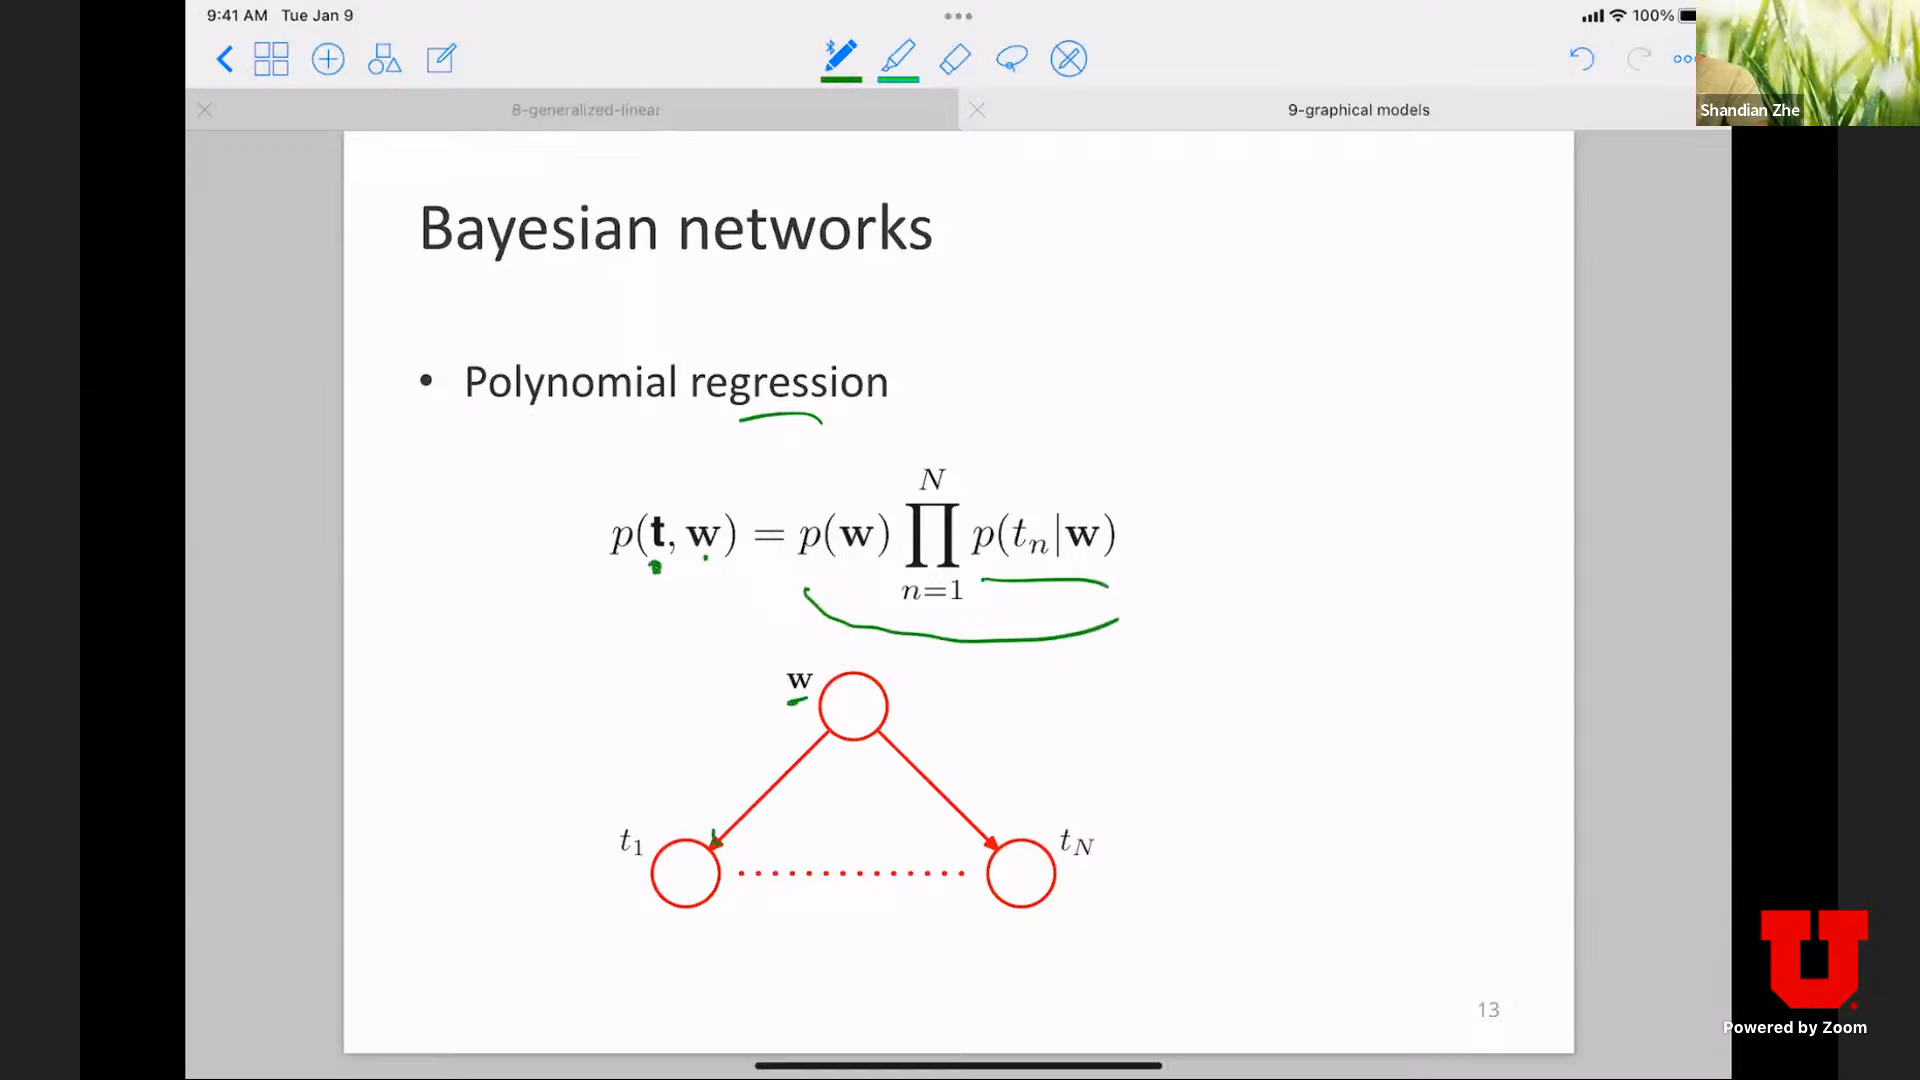 9:41 AM Tue Jan 9
100%
8-generalized-linear
9-graphical models
Shandian Zhe
Bayesian networks
• Polynomial regression
p(𝐭, 𝐰) = p(𝐰) ∏_{n=1}^{N} p(t_n|𝐰)
w
t_1
t_N
13
U
Powered by Zoom